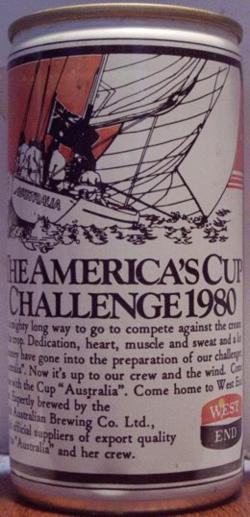 AUSTRALIA
THE AMERICA'S CUP
CHALLENGE 1980
mighty long way to go to compete against the cream
crop. Dedication, heart, muscle and sweat and a lot
money have gone into the preparation of our challenge
Now it's up to our crew and the wind.
with the Cup "Australia". Come home to West E
Expertly brewed by the
Australian Brewing Co. Ltd.,
official suppliers of export quality
"Australia" and her crew.
WEST
END